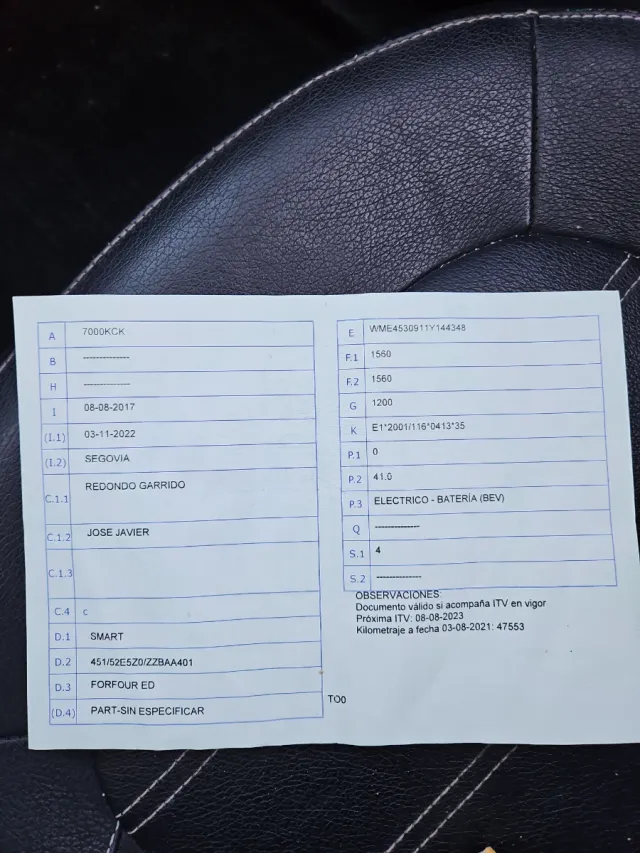 A 7000KCK
B --------------
H --------------
I 08-08-2017
(I.1) 03-11-2022
(I.2) SEGOVIA
C.1.1 REDONDO GARRIDO
C.1.2 JOSE JAVIER
C.1.3
C.4 c
D.1 SMART
D.2 451/52E5Z0/ZZBAA401
D.3 FORFOUR ED
(D.4) PART-SIN ESPECIFICAR
TO0
E WME4530911Y144348
F.1 1560
F.2 1560
G 1200
K E1*2001/116*0413*35
P.1 0
P.2 41.0
P.3 ELECTRICO - BATERÍA (BEV)
Q --------------
S.1 4
S.2 --------------
OBSERVACIONES:
Documento válido si acompaña ITV en vigor
Próxima ITV: 08-08-2023
Kilometraje a fecha 03-08-2021: 47553